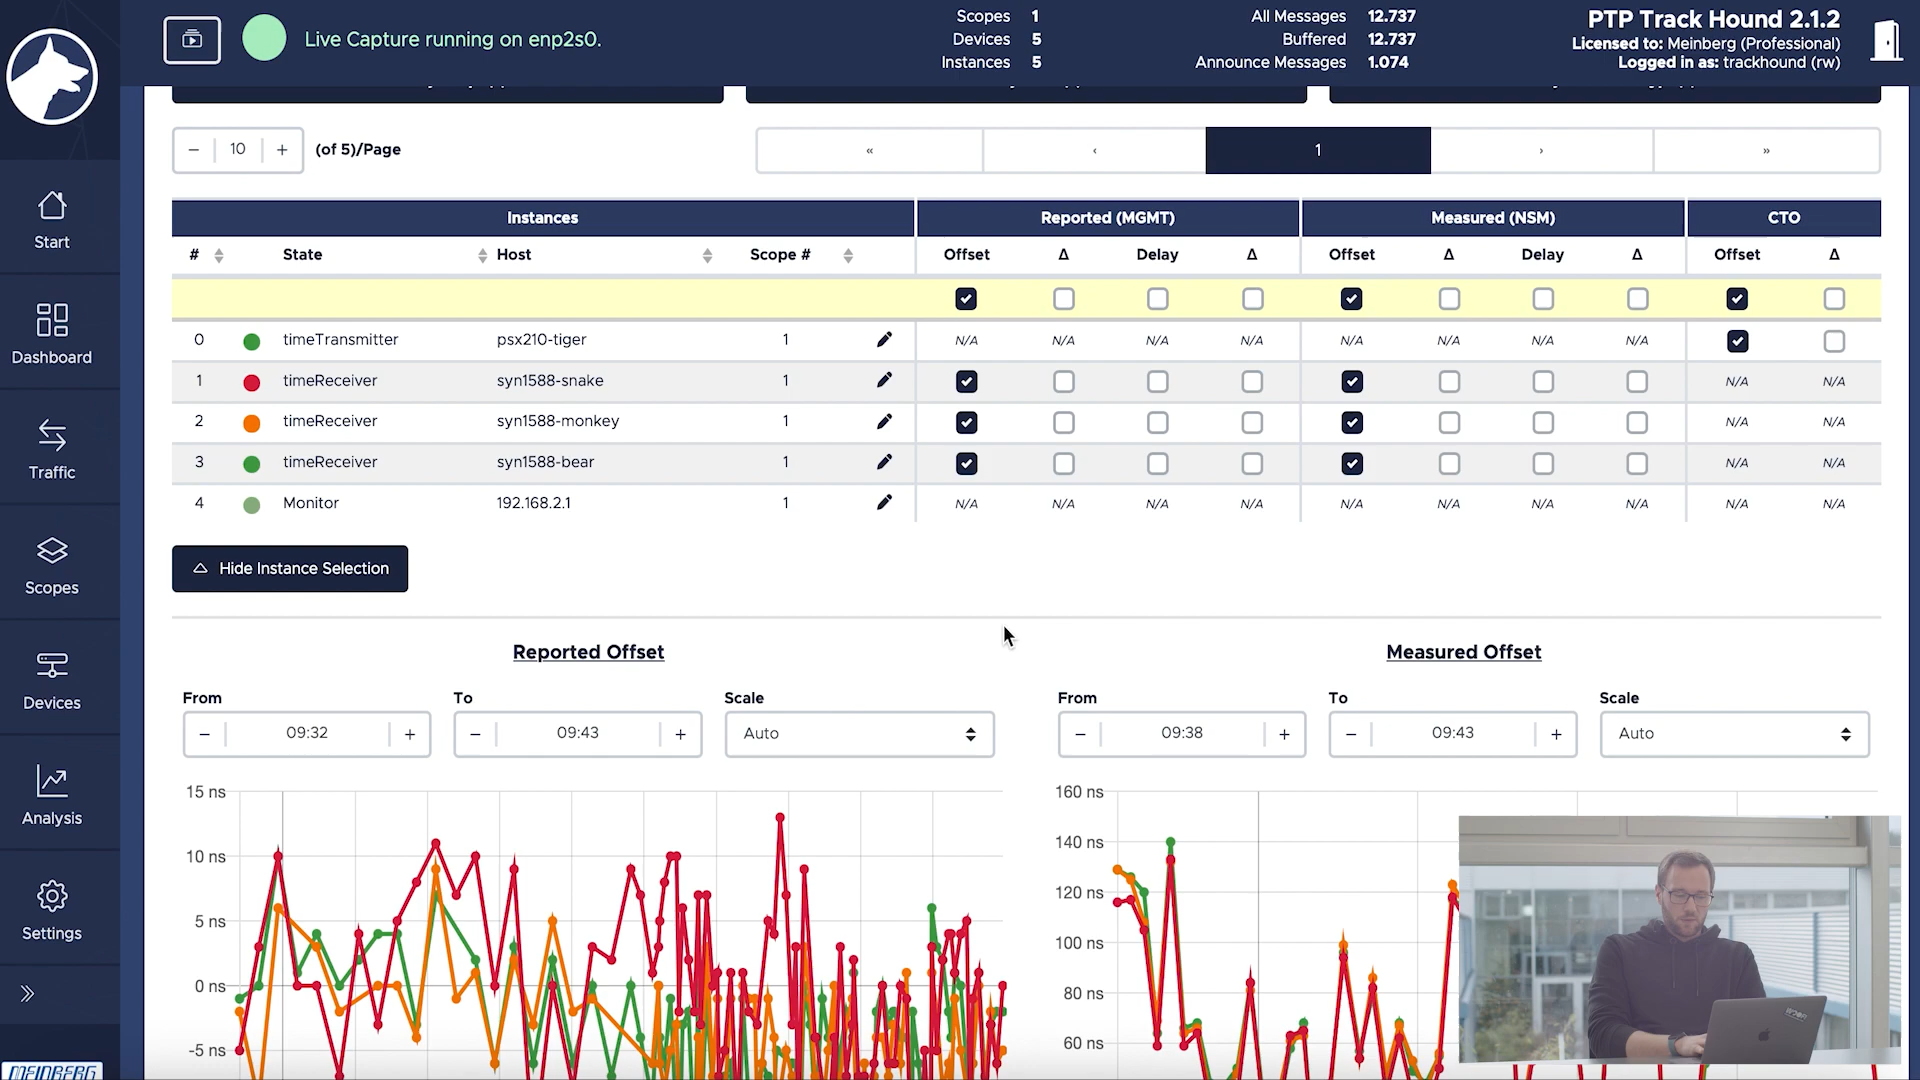 Live Capture running on enp2s0.
Scopes 1
Devices 5
Instances 5
All Messages 12.737
Buffered 12.737
Announce Messages 1.074
PTP Track Hound 2.1.2
Licensed to: Meinberg (Professional)
Logged in as: trackhound (rw)
Start
Dashboard
Traffic
Scopes
Devices
Analysis
Settings
MEINBERG
− 10 + (of 5)/Page
« ‹ 1 › »
Instances Reported (MGMT) Measured (NSM) CTO
# State Host Scope # Offset Δ Delay Δ Offset Δ Delay Δ Offset Δ
0 timeTransmitter psx210-tiger 1 N/A N/A N/A N/A N/A N/A N/A N/A
1 timeReceiver syn1588-snake 1 N/A N/A
2 timeReceiver syn1588-monkey 1 N/A N/A
3 timeReceiver syn1588-bear 1 N/A N/A
4 Monitor 192.168.2.1 1 N/A N/A N/A N/A N/A N/A N/A N/A N/A N/A
Hide Instance Selection
Reported Offset
From To Scale
− 09:32 + − 09:43 + Auto
15 ns
10 ns
5 ns
0 ns
-5 ns
Measured Offset
From To Scale
− 09:38 + − 09:43 + Auto
160 ns
140 ns
120 ns
100 ns
80 ns
60 ns